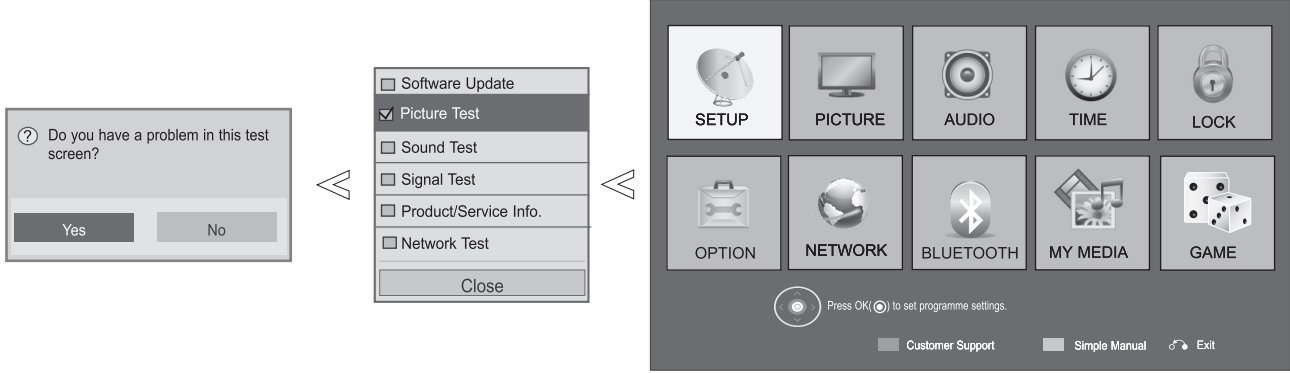 ? Do you have a problem in this test
screen?
Yes No
Software Update
Picture Test
Sound Test
Signal Test
Product/Service Info.
Network Test
Close
SETUP PICTURE AUDIO TIME LOCK
OPTION NETWORK BLUETOOTH MY MEDIA GAME
Press OK(◉) to set programme settings.
Customer Support Simple Manual Exit